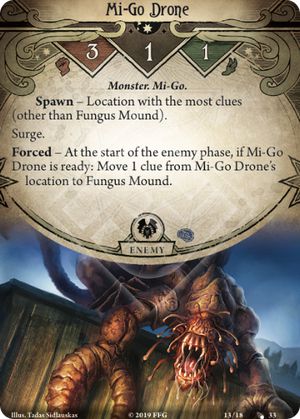 Mi-Go Drone
3 1 1
Monster. Mi-Go.
Spawn – Location with the most clues
(other than Fungus Mound).
Surge.
Forced – At the start of the enemy phase, if Mi-Go
Drone is ready: Move 1 clue from Mi-Go Drone's
location to Fungus Mound.
ENEMY
Illus. Tadas Sidlauskas © 2019 FFG 13/18 33